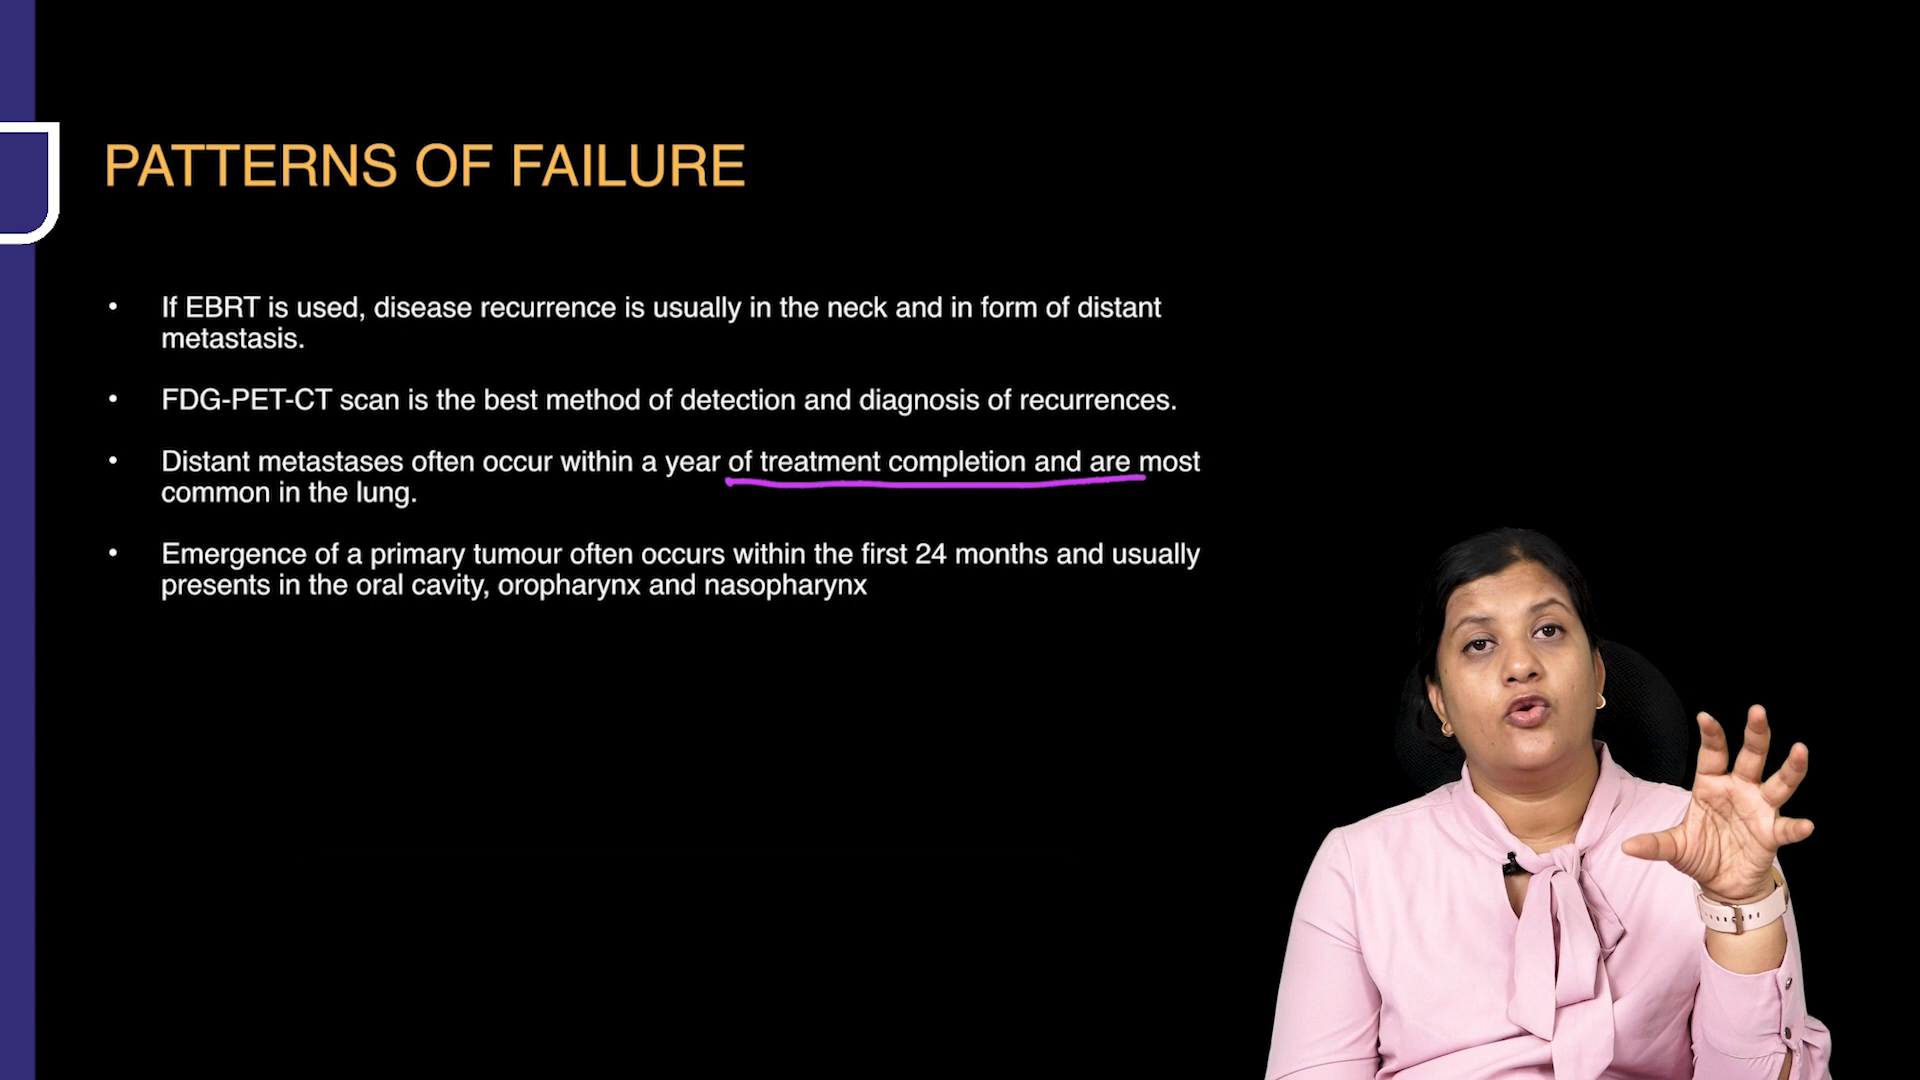 PATTERNS OF FAILURE
• If EBRT is used, disease recurrence is usually in the neck and in form of distant
metastasis.
• FDG-PET-CT scan is the best method of detection and diagnosis of recurrences.
• Distant metastases often occur within a year of treatment completion and are most
common in the lung.
• Emergence of a primary tumour often occurs within the first 24 months and usually
presents in the oral cavity, oropharynx and nasopharynx